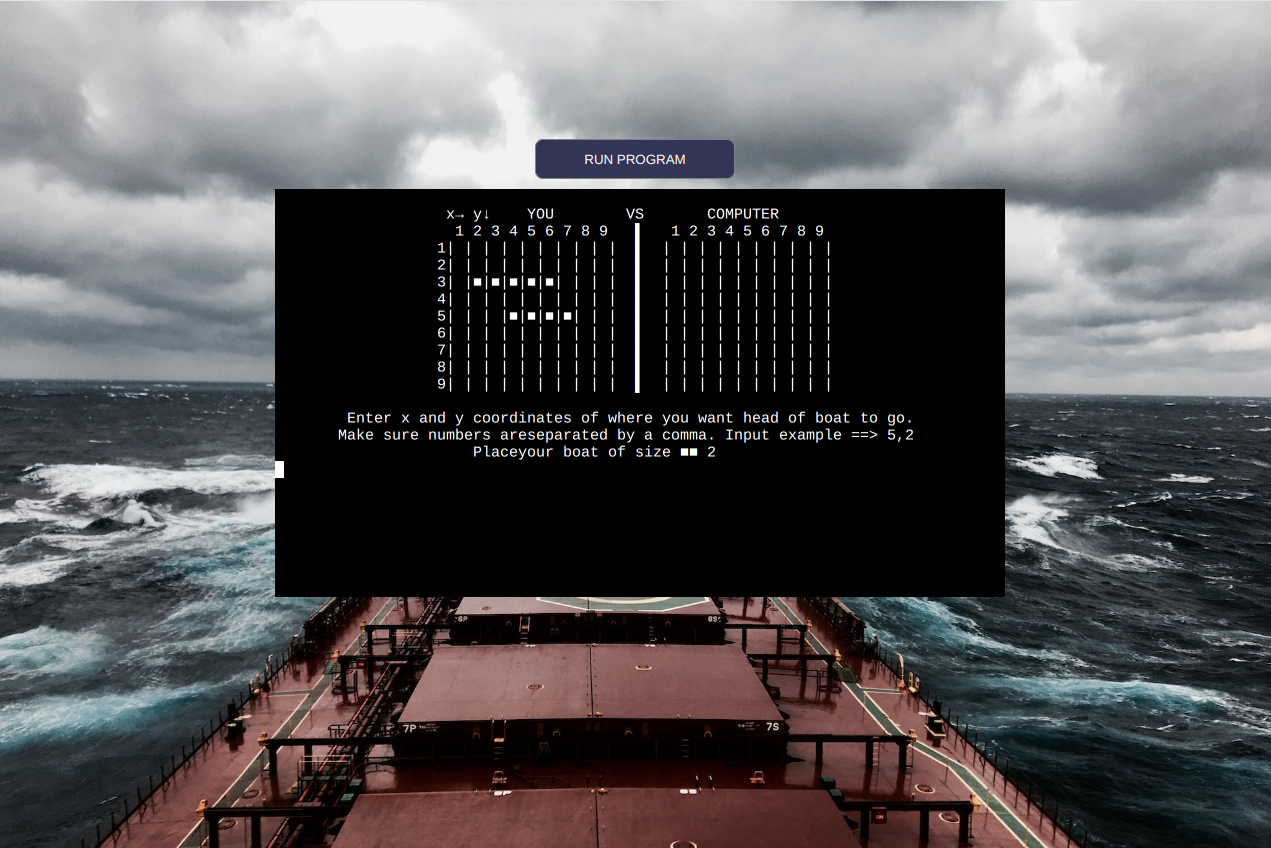 RUN PROGRAM
x→ y↓ YOU VS COMPUTER
1 2 3 4 5 6 7 8 9 1 2 3 4 5 6 7 8 9
1| | | | | | | | | | | | | | | | | | | |
2| | | | | | | | | | | | | | | | | | | |
3| |■|■|■|■|■| | | | | | | | | | | | | |
4| | | | | | | | | | | | | | | | | | | |
5| | | |■|■|■|■| | | | | | | | | | | | |
6| | | | | | | | | | | | | | | | | | | |
7| | | | | | | | | | | | | | | | | | | |
8| | | | | | | | | | | | | | | | | | | |
9| | | | | | | | | | | | | | | | | | | |
Enter x and y coordinates of where you want head of boat to go.
Make sure numbers areseparated by a comma. Input example ==> 5,2
Placeyour boat of size ■■ 2
6P 6S
7P 7S